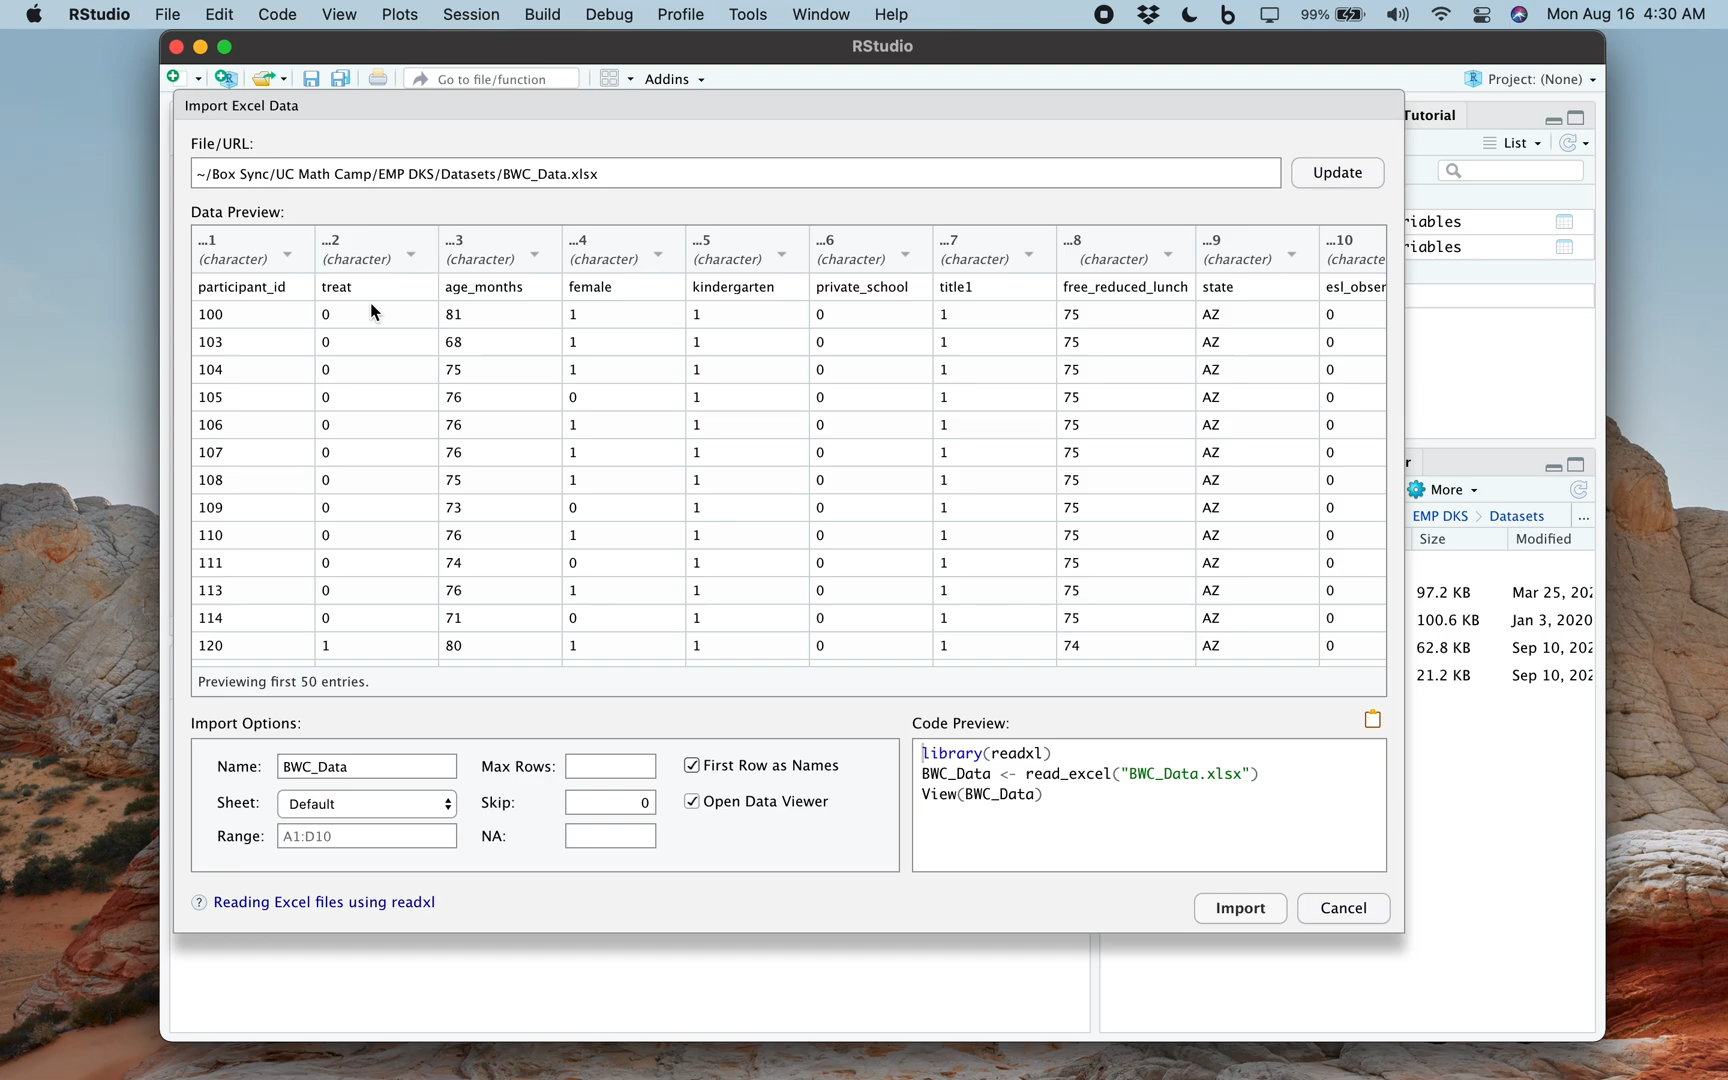 RStudio File Edit Code View Plots Session Build Debug Profile Tools Window Help 99% Mon Aug 16 4:30 AM
RStudio
Go to file/function Addins Project: (None)
Import Excel Data
Tutorial
File/URL:
List
~/Box Sync/UC Math Camp/EMP DKS/Datasets/BWC_Data.xlsx Update
Data Preview:
riables
riables
...1 ...2 ...3 ...4 ...5 ...6 ...7 ...8 ...9 ...10
(character) (character) (character) (character) (character) (character) (character) (character) (character) (characte
participant_id treat age_months female kindergarten private_school title1 free_reduced_lunch state esl_obser
100 0 81 1 1 0 1 75 AZ 0
103 0 68 1 1 0 1 75 AZ 0
104 0 75 1 1 0 1 75 AZ 0
105 0 76 0 1 0 1 75 AZ 0
106 0 76 1 1 0 1 75 AZ 0
107 0 76 1 1 0 1 75 AZ 0
108 0 75 1 1 0 1 75 AZ 0
109 0 73 0 1 0 1 75 AZ 0
110 0 76 1 1 0 1 75 AZ 0
111 0 74 0 1 0 1 75 AZ 0
113 0 76 1 1 0 1 75 AZ 0
114 0 71 0 1 0 1 75 AZ 0
120 1 80 1 1 0 1 74 AZ 0
Previewing first 50 entries.
r
More
EMP DKS > Datasets ...
Size Modified
97.2 KB Mar 25, 202
100.6 KB Jan 3, 2020
62.8 KB Sep 10, 202
21.2 KB Sep 10, 202
Import Options:
Name: BWC_Data Max Rows: First Row as Names
Sheet: Default Skip: 0 Open Data Viewer
Range: A1:D10 NA:
Code Preview:
library(readxl)
BWC_Data <- read_excel("BWC_Data.xlsx")
View(BWC_Data)
? Reading Excel files using readxl
Import Cancel